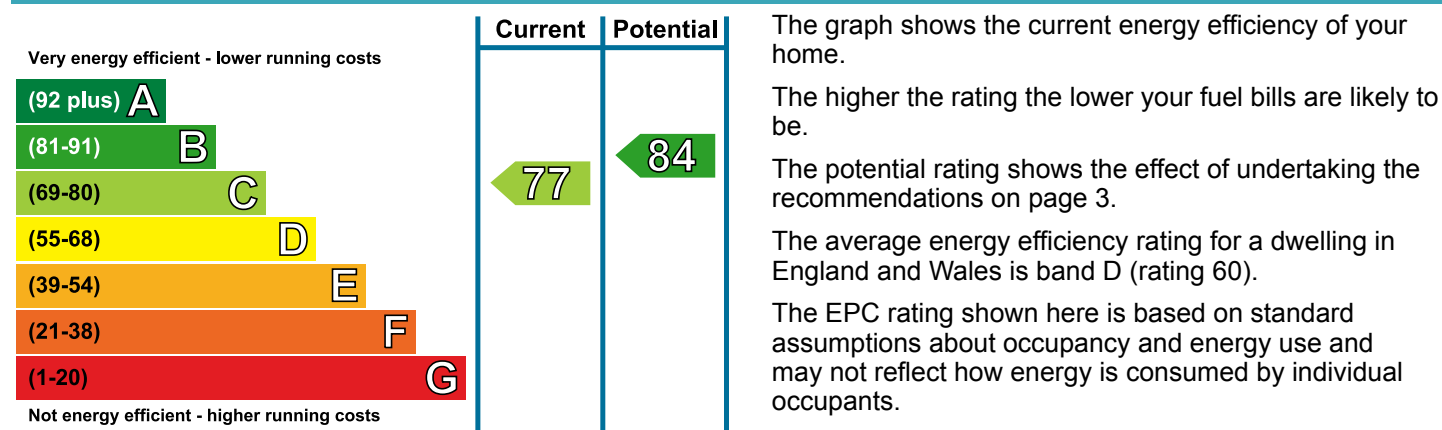 Current Potential
Very energy efficient - lower running costs
(92 plus) A
(81-91) B
84
(69-80) C
77
(55-68) D
(39-54) E
(21-38) F
(1-20) G
Not energy efficient - higher running costs
The graph shows the current energy efficiency of your
home.
The higher the rating the lower your fuel bills are likely to
be.
The potential rating shows the effect of undertaking the
recommendations on page 3.
The average energy efficiency rating for a dwelling in
England and Wales is band D (rating 60).
The EPC rating shown here is based on standard
assumptions about occupancy and energy use and
may not reflect how energy is consumed by individual
occupants.